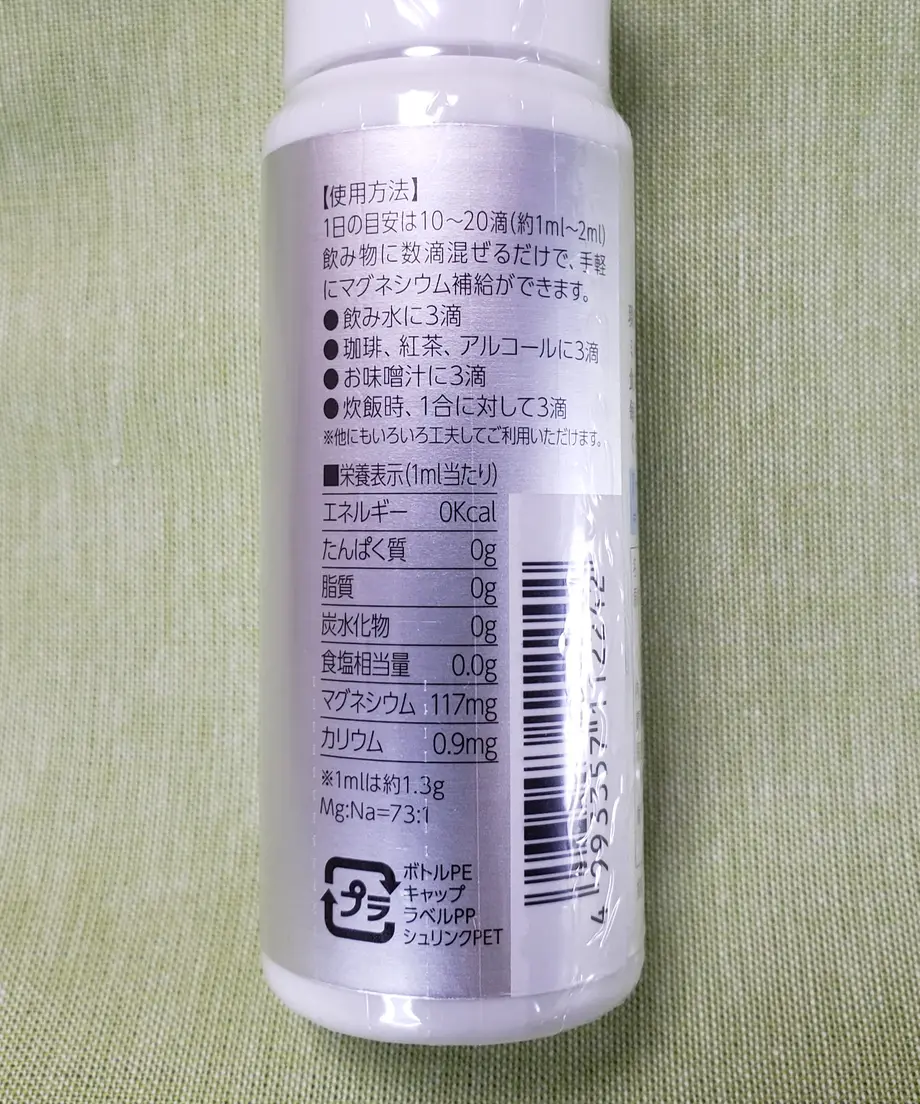 【使用方法】
1日の目安は10〜20滴(約1ml〜2ml)
飲み物に数滴混ぜるだけで、手軽
にマグネシウム補給ができます。
●飲み水に3滴
●珈琲、紅茶、アルコールに3滴
●お味噌汁に3滴
●炊飯時、1合に対して3滴
※他にもいろいろ工夫してご利用いただけます。
■栄養表示(1ml当たり)
エネルギー 0Kcal
たんぱく質 0g
脂質 0g
炭水化物 0g
食塩相当量 0.0g
マグネシウム 117mg
カリウム 0.9mg
※1mlは約1.3g
Mg:Na=73:1
プラ
ボトルPE
キャップ
ラベルPP
シュリンクPET